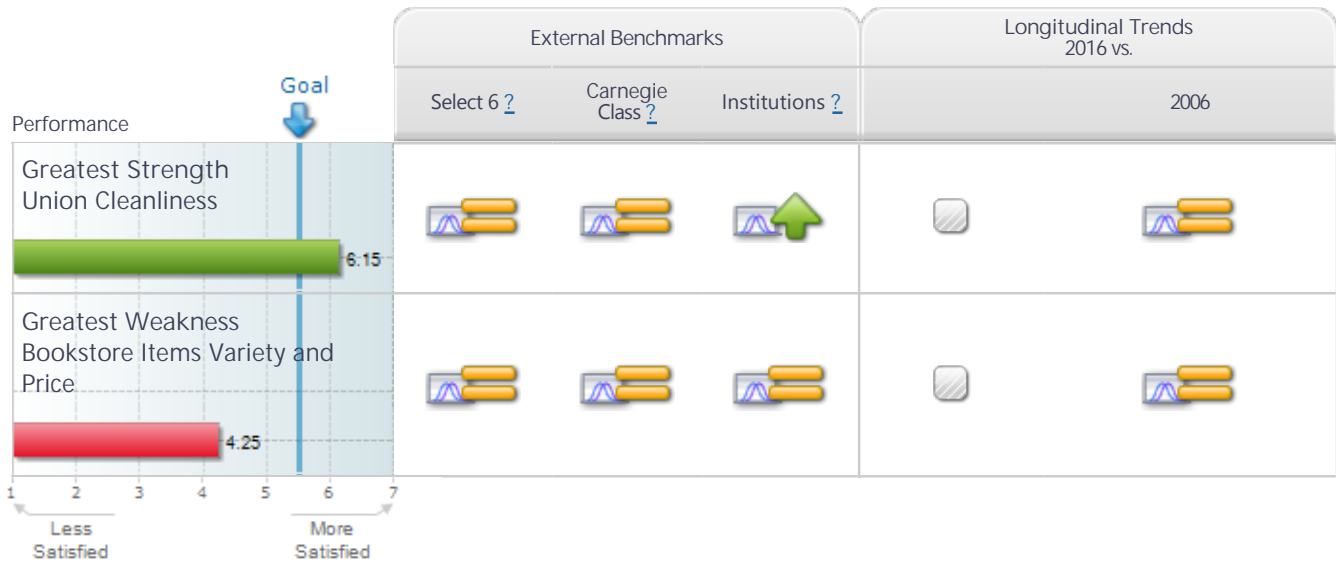 External Benchmarks
Longitudinal Trends
2016 vs.
Goal
Performance
Select 6 ?
Carnegie
Class ?
Institutions ?
2006
Greatest Strength
Union Cleanliness
6.15
Greatest Weakness
Bookstore Items Variety and
Price
4.25
1 2 3 4 5 6 7
Less
Satisfied
More
Satisfied